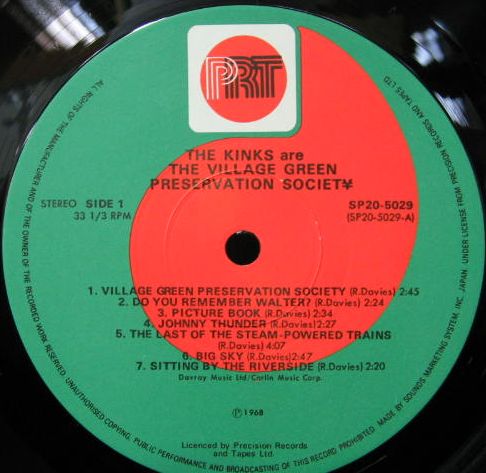 PRT
THE KINKS are
THE VILLAGE GREEN
PRESERVATION SOCIET¥
STEREO SIDE 1
33 1/3 RPM
SP20-5029
(SP20-5029-A)
1. VILLAGE GREEN PRESERVATION SOCIETY (R.Davies) 2:45
2. DO YOU REMEMBER WALTER? (R.Davies) 2:24
3. PICTURE BOOK (R.Davies) 2:34
4. JOHNNY THUNDER (R.Davies) 2:27
5. THE LAST OF THE STEAM-POWERED TRAINS
(R.Davies) 4:07
6. BIG SKY (R.Davies) 2:47
7. SITTING BY THE RIVERSIDE (R.Davies) 2:20
Davray Music Ltd/Carlin Music Corp.
℗ 1968
Licenced by Precision Records
and Tapes Ltd.
ALL RIGHTS OF THE MANUFACTURER AND OF THE OWNER OF THE RECORDED WORK RESERVED. UNAUTHORISED COPYING, PUBLIC PERFORMANCE AND BROADCASTING OF THIS RECORD PROHIBITED. MADE BY SOUNDS MARKETING SYSTEM, INC, JAPAN UNDER LICENSE FROM PRECISION RECORDS AND TAPES LTD.